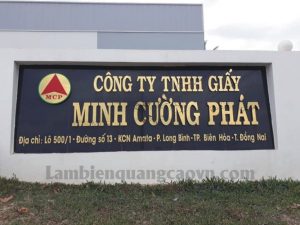 MCP
CÔNG TY TNHH GIẤY
MINH CƯỜNG PHÁT
Địa chỉ: Lô 500/1 - Đường số 13 - KCN Amata - P. Long Bình - TP. Biên Hòa - T. Đồng Nai
Lambienquangcaovn.com